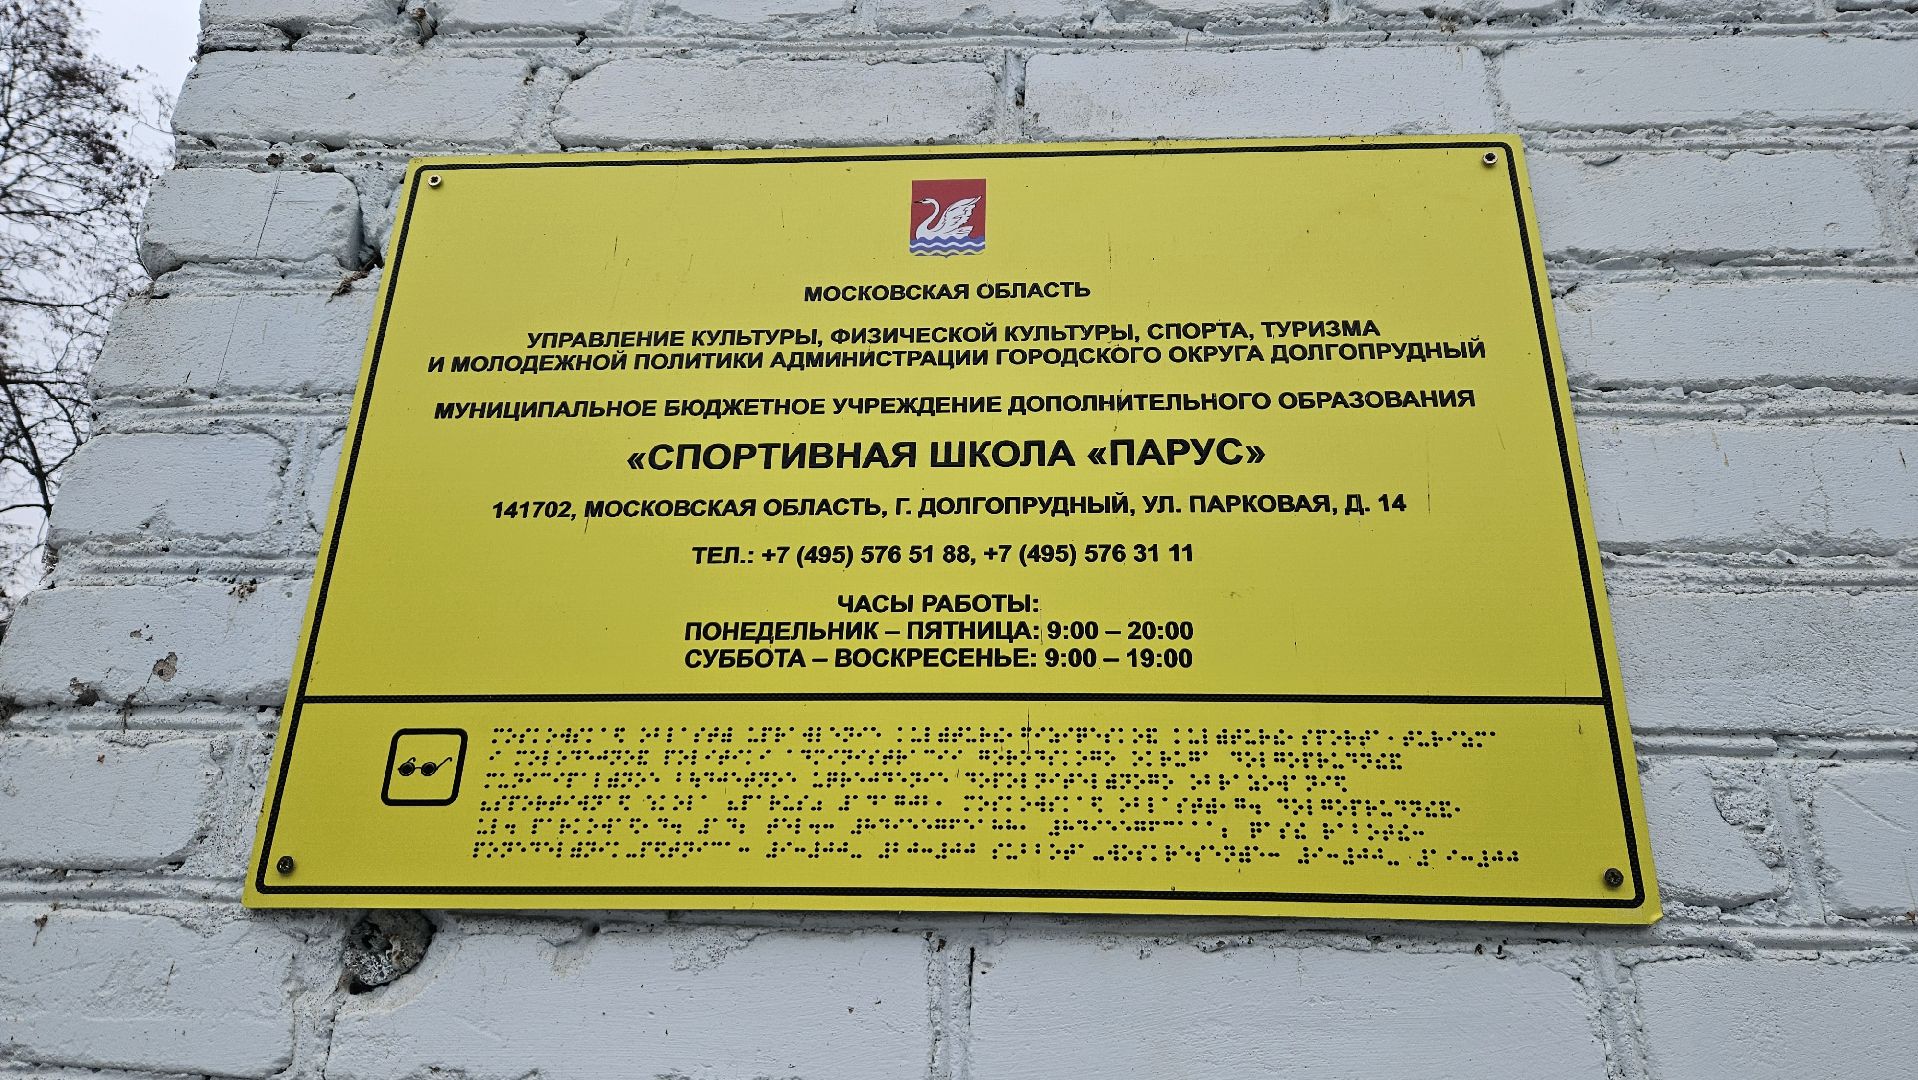 МОСКОВСКАЯ ОБЛАСТЬ
УПРАВЛЕНИЕ КУЛЬТУРЫ, ФИЗИЧЕСКОЙ КУЛЬТУРЫ, СПОРТА, ТУРИЗМА
И МОЛОДЕЖНОЙ ПОЛИТИКИ АДМИНИСТРАЦИИ ГОРОДСКОГО ОКРУГА ДОЛГОПРУДНЫЙ
МУНИЦИПАЛЬНОЕ БЮДЖЕТНОЕ УЧРЕЖДЕНИЕ ДОПОЛНИТЕЛЬНОГО ОБРАЗОВАНИЯ
«СПОРТИВНАЯ ШКОЛА «ПАРУС»
141702, МОСКОВСКАЯ ОБЛАСТЬ, Г. ДОЛГОПРУДНЫЙ, УЛ. ПАРКОВАЯ, Д. 14
ТЕЛ.: +7 (495) 576 51 88, +7 (495) 576 31 11
ЧАСЫ РАБОТЫ:
ПОНЕДЕЛЬНИК – ПЯТНИЦА: 9:00 – 20:00
СУББОТА – ВОСКРЕСЕНЬЕ: 9:00 – 19:00